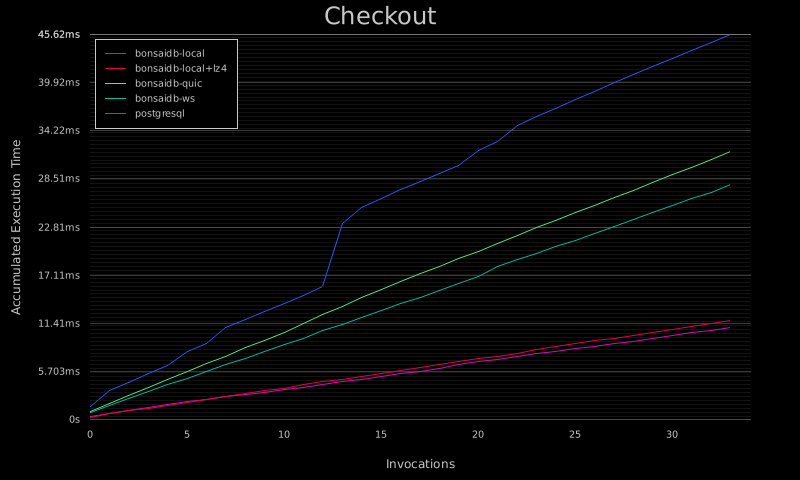 Checkout
45.62ms
39.92ms
34.22ms
28.51ms
22.81ms
17.11ms
11.41ms
5.703ms
0s
bonsaidb-local
bonsaidb-local+lz4
bonsaidb-quic
bonsaidb-ws
postgresql
Accumulated Execution Time
0 5 10 15 20 25 30
Invocations